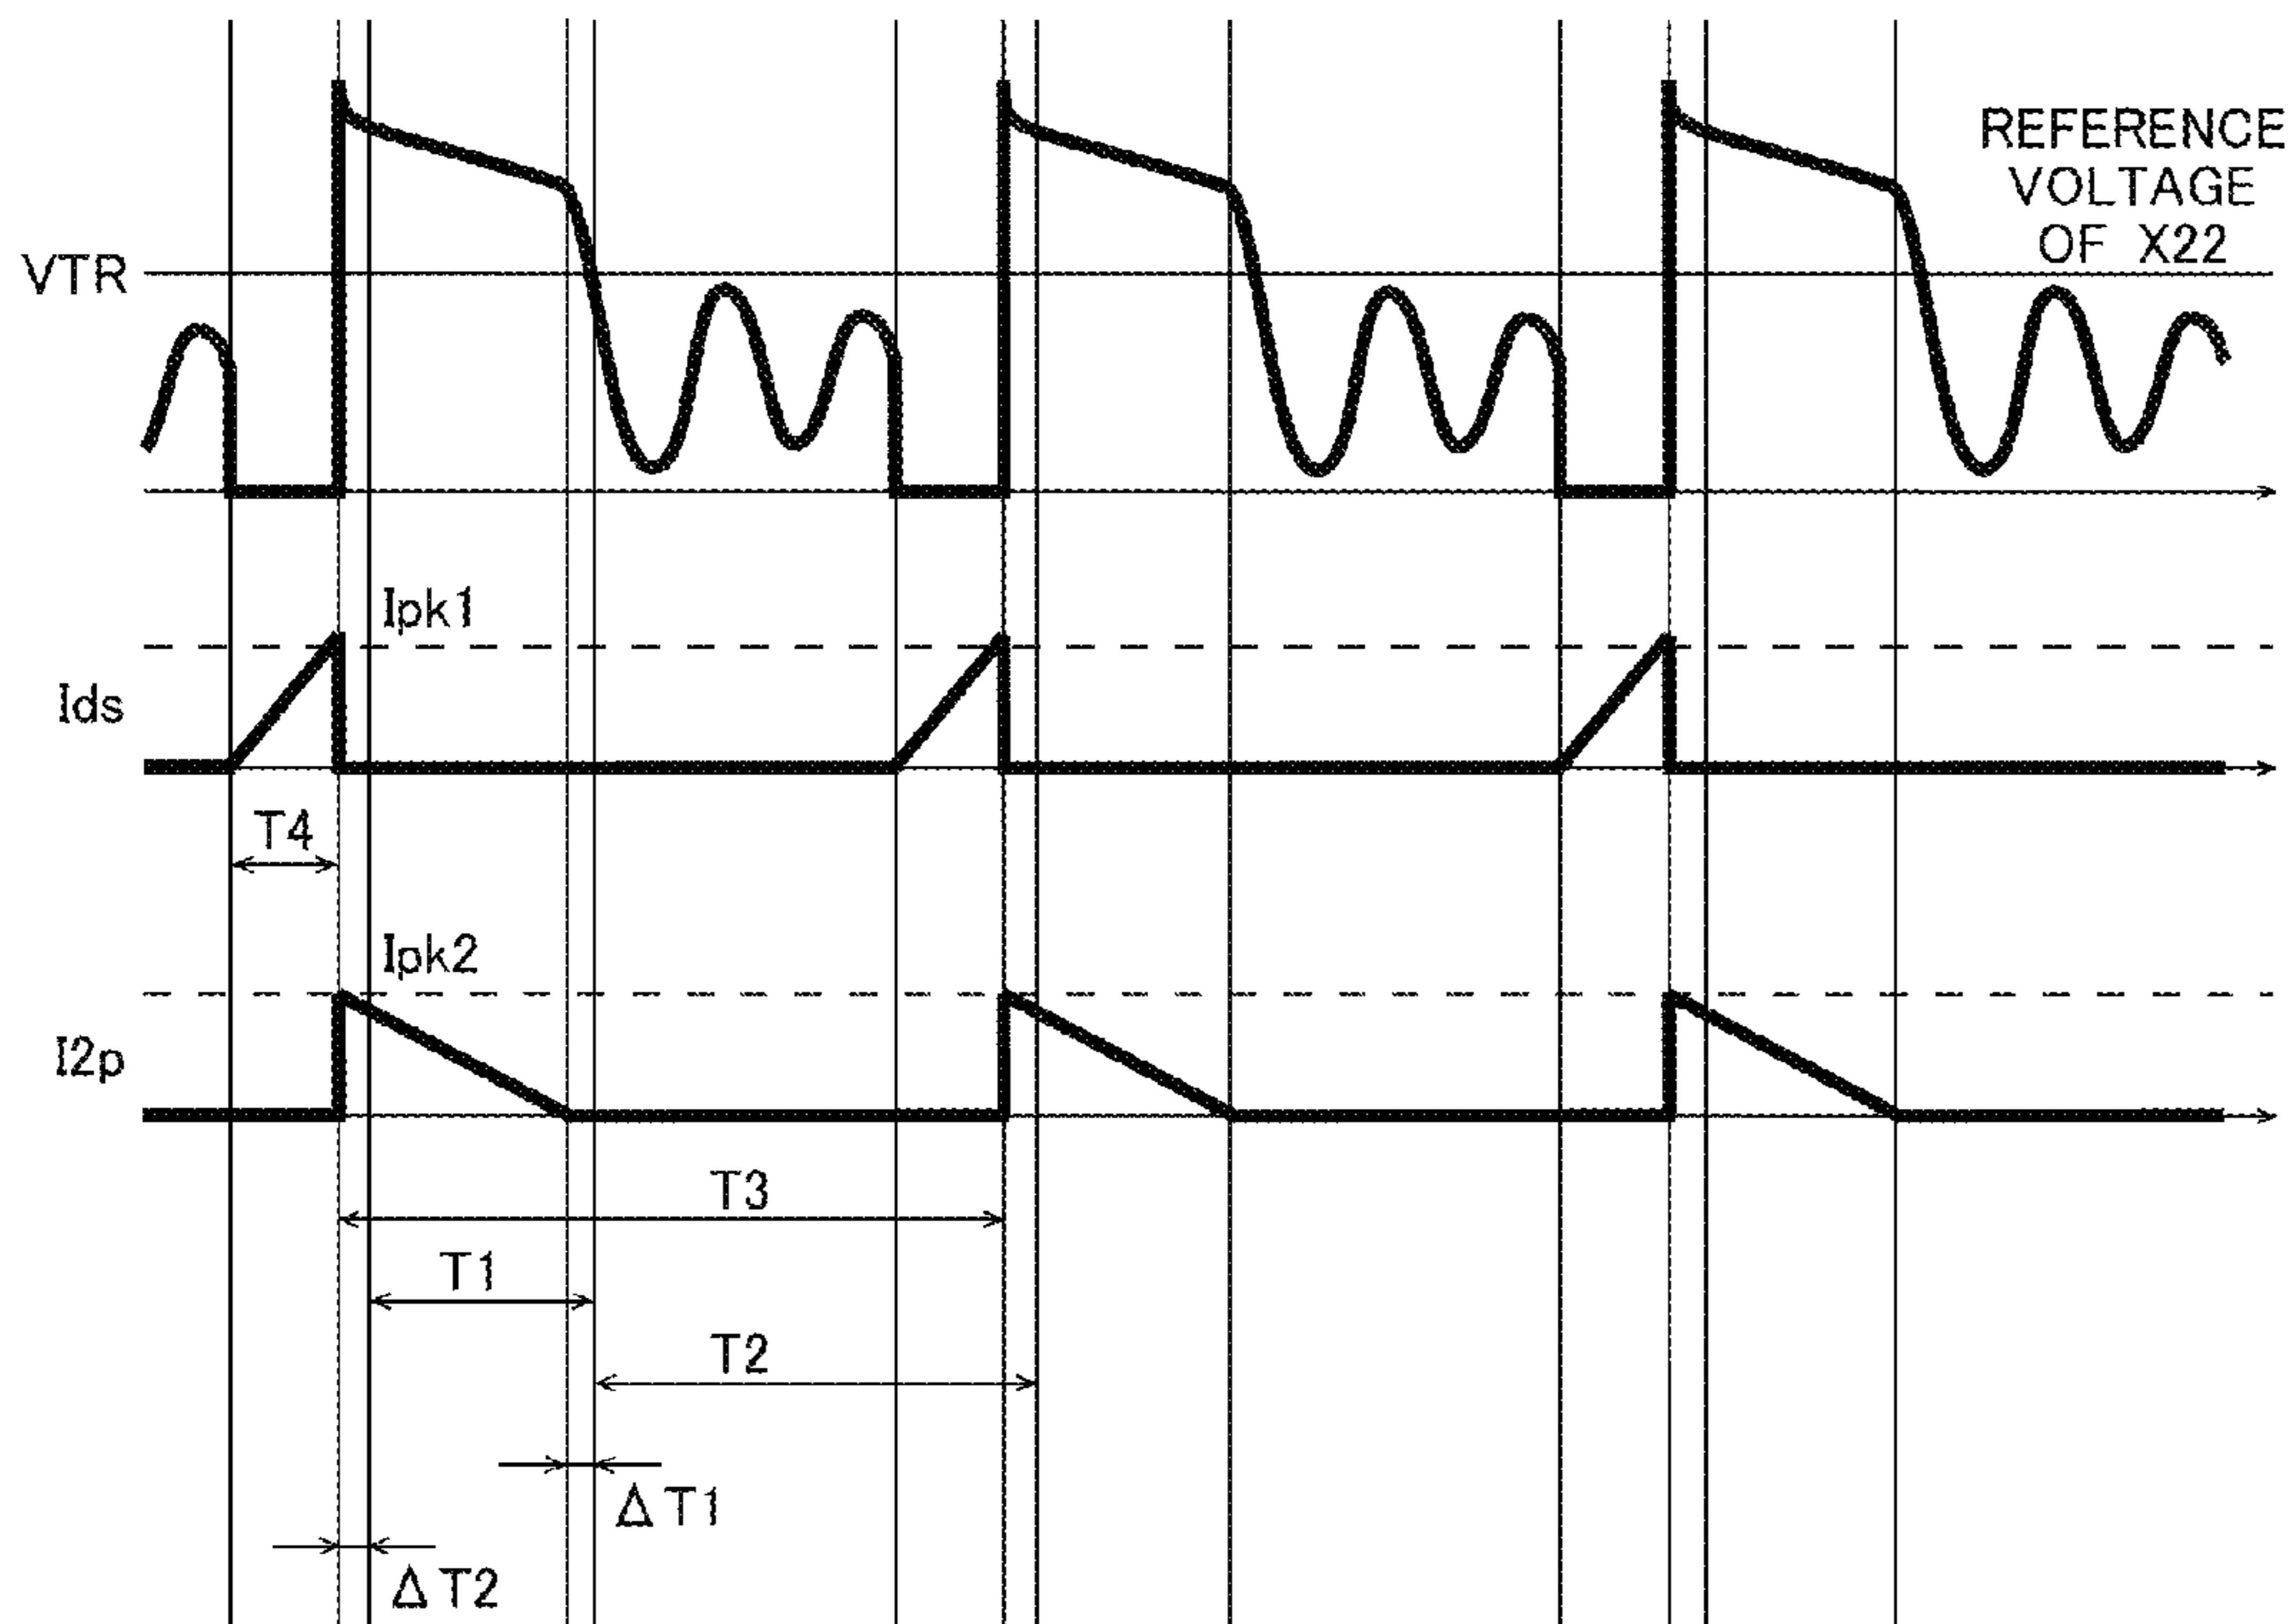 REFERENCE
VOLTAGE
OF X22
VTR
Ipk1
Ids
T4
Ipk2
I2p
T3
T1
T2
ΔT1
ΔT2